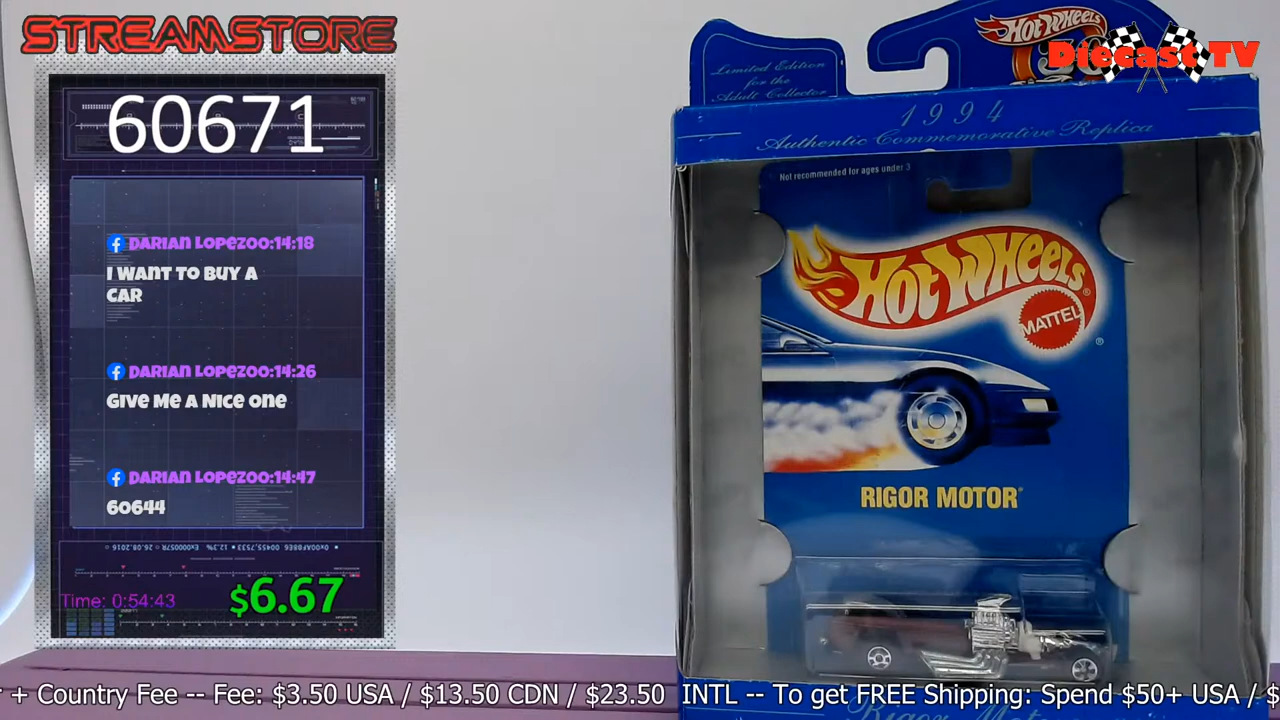 STREAMSTORE
60671
DARIAN LOPEZ00:14:18
I WANT TO BUY A
CAR
DARIAN LOPEZ00:14:26
GIVE ME A NICE ONE
DARIAN LOPEZ00:14:47
60644
Time: 0:54:43
$6.67
HOT WHEELS
Diecast TV
Limited Edition
for the
Adult Collector
1994
Authentic Commemorative Replica
Not recommended for ages under 3
HOT WHEELS®
MATTEL®
RIGOR MOTOR®
Rigor Motor
+ Country Fee -- Fee: $3.50 USA / $13.50 CDN / $23.50 INTL -- To get FREE Shipping: Spend $50+ USA / $